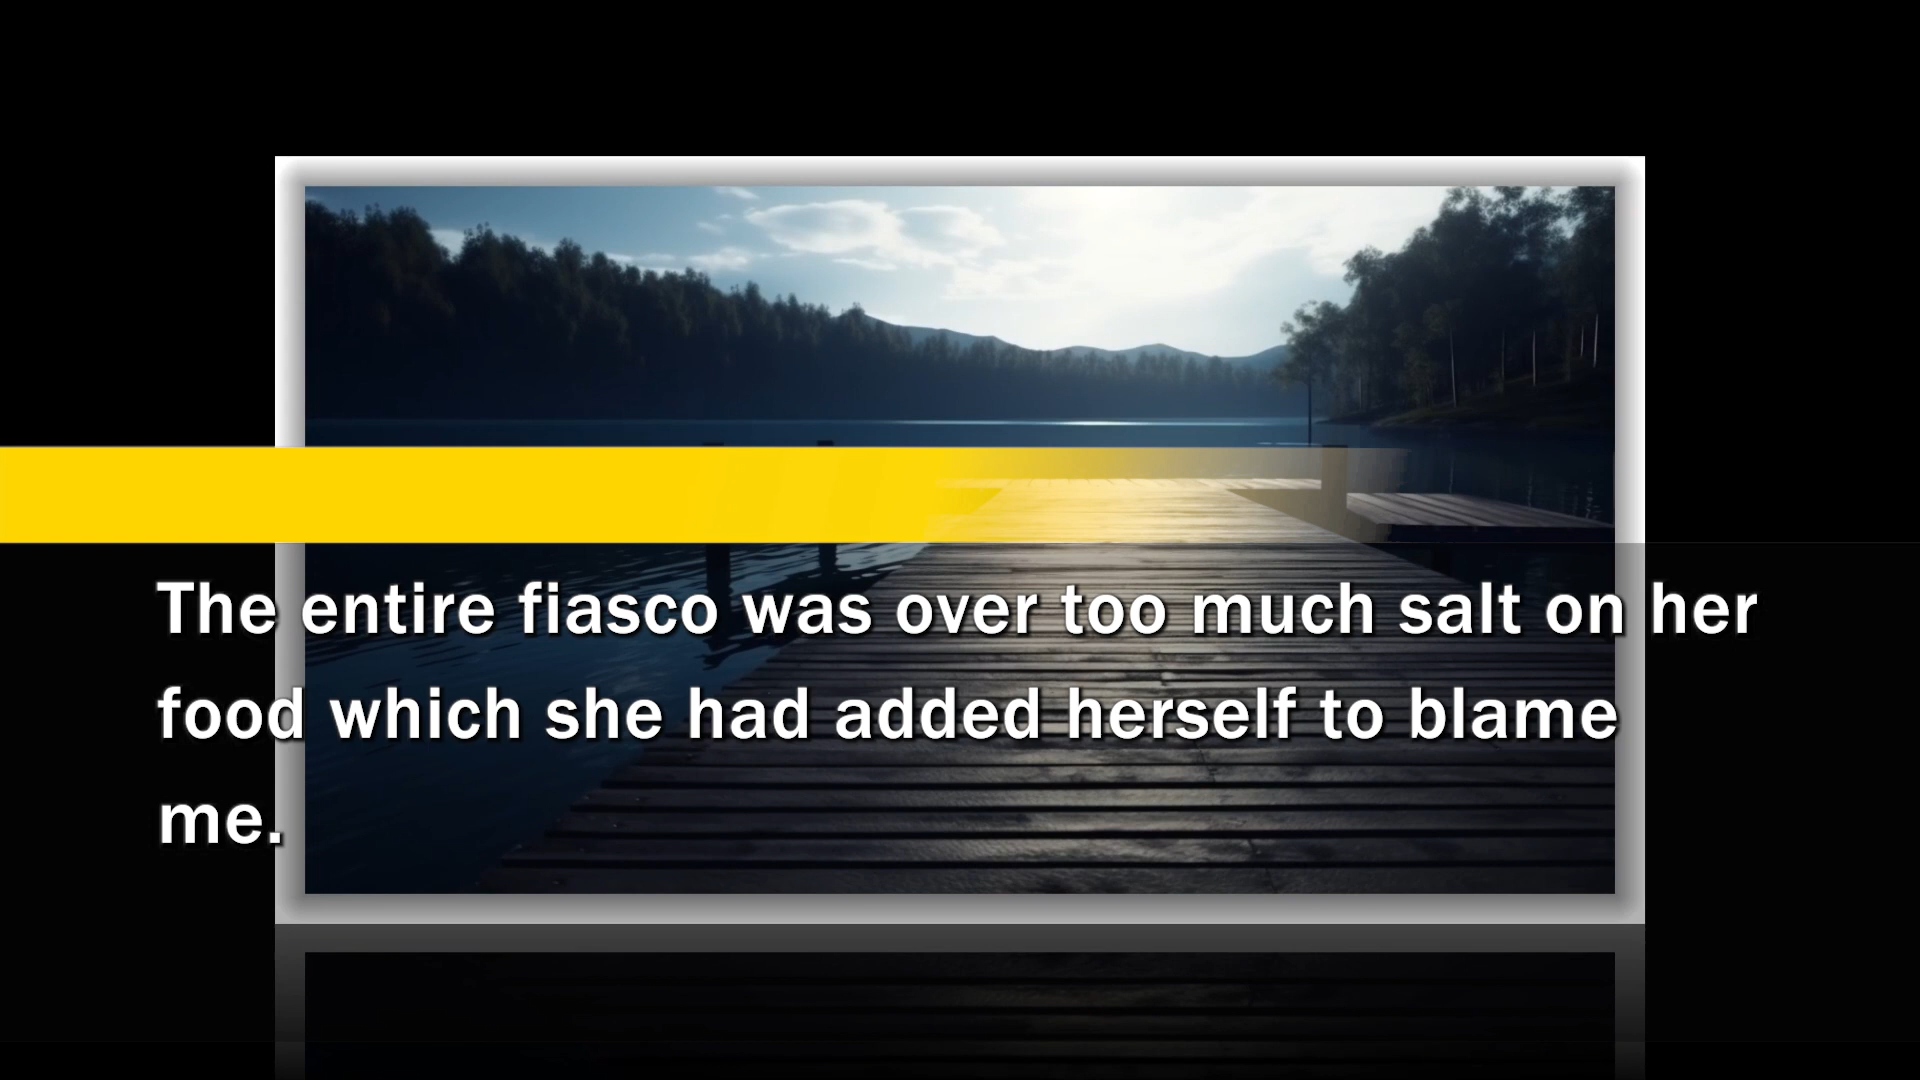 The entire fiasco was over too much salt on her
food which she had added herself to blame
me.